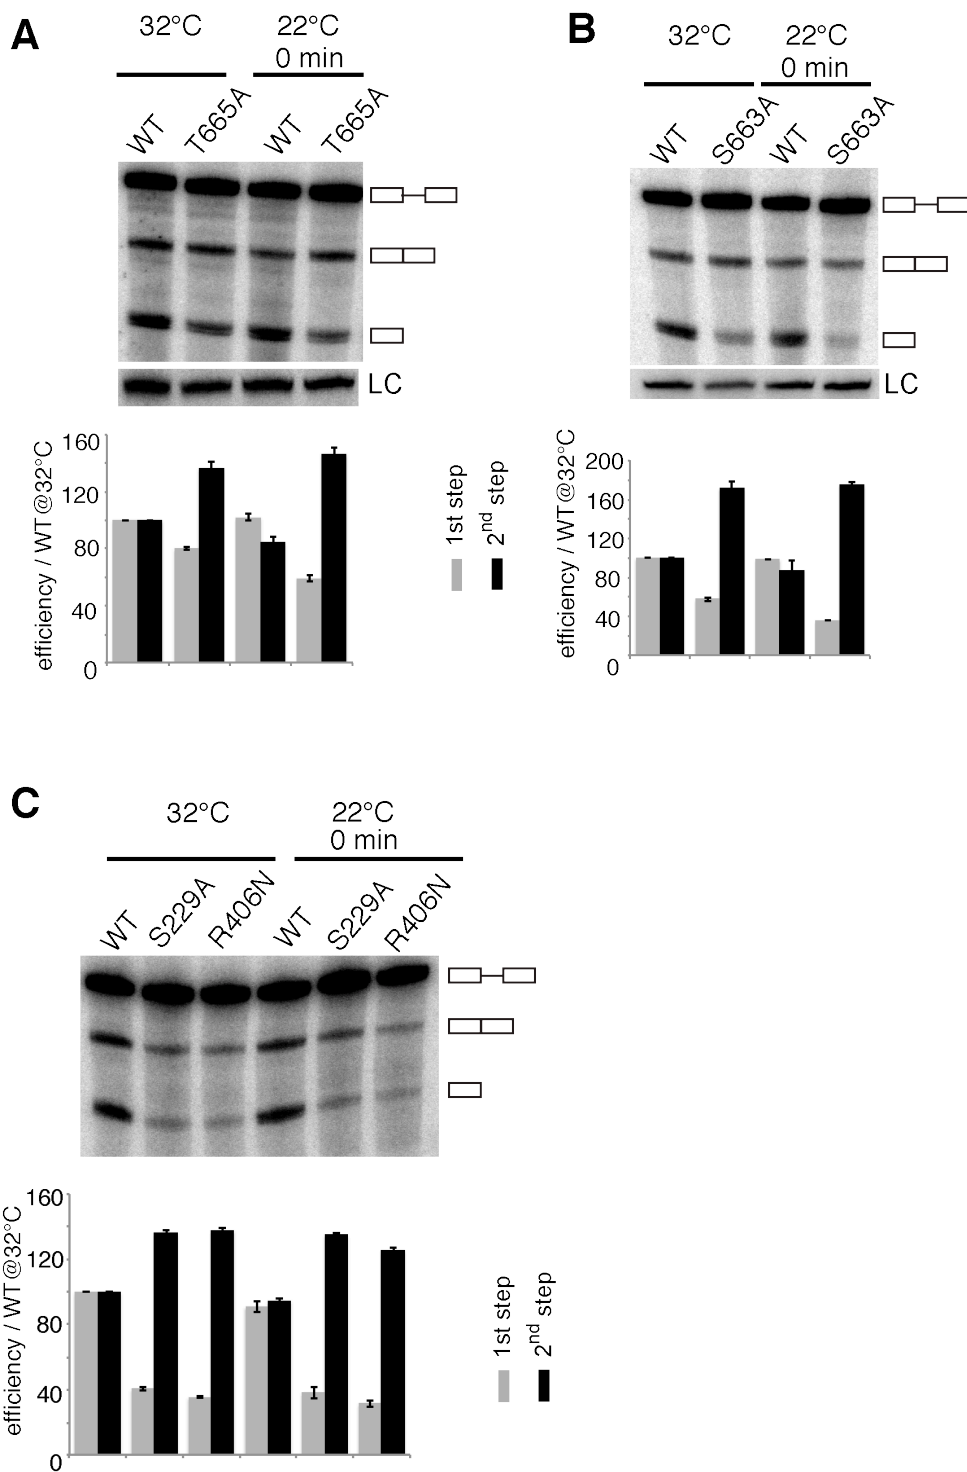 A
32°C
22°C
0 min
WT
T665A
WT
T665A
LC
efficiency / WT@32°C
160
120
80
40
0
1st step
2nd step
B
32°C
22°C
0 min
WT
S663A
WT
S663A
LC
efficiency / WT@32°C
200
160
120
80
40
0
C
32°C
22°C
0 min
WT
S229A
R406N
WT
S229A
R406N
efficiency / WT@32°C
160
120
80
40
0
1st step
2nd step